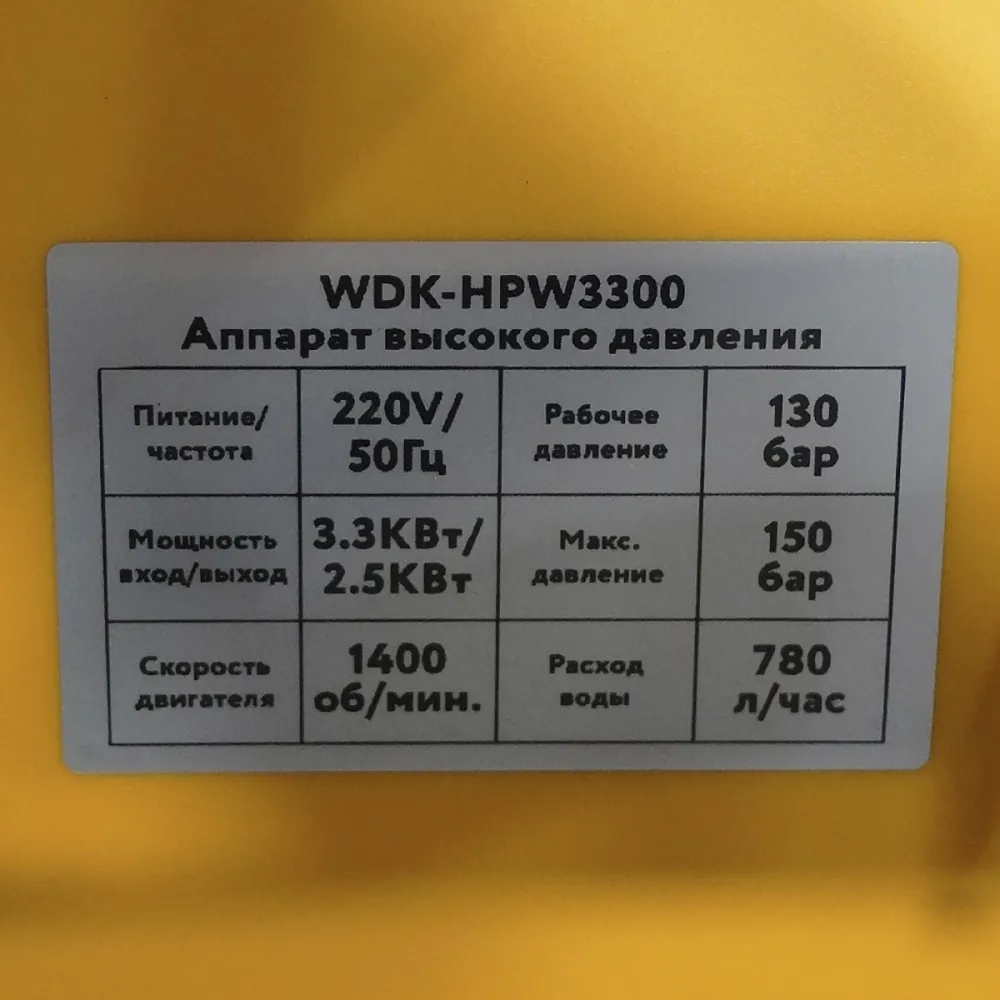 WDK-HPW3300
Аппарат высокого давления
Питание/
частота
220V/
50Гц
Рабочее
давление
130
бар
Мощность
вход/выход
3.3КВт/
2.5КВт
Макс.
давление
150
бар
Скорость
двигателя
1400
об/мин.
Расход
воды
780
л/час